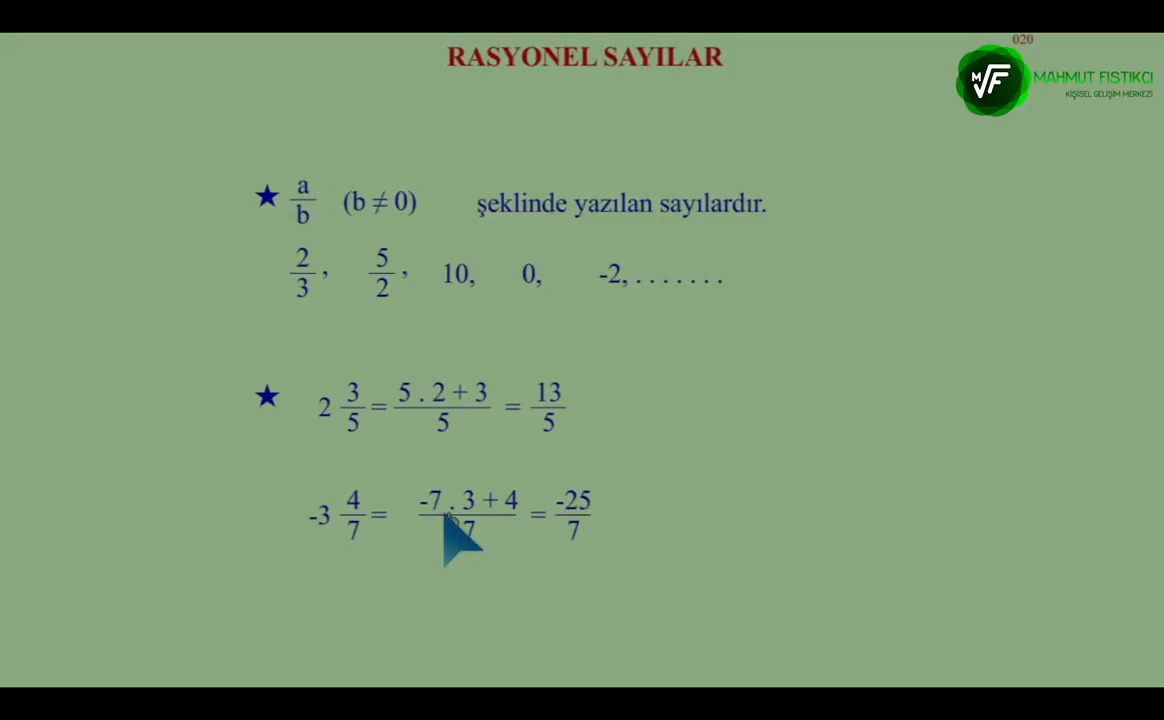 020
RASYONEL SAYILAR
M√F MAHMUT FISTIKCI
KİŞİSEL GELİŞİM MERKEZİ
★ a/b (b ≠ 0) şeklinde yazılan sayılardır.
2/3, 5/2, 10, 0, -2, . . . . . . .
★ 2 3/5 = (5 . 2 + 3)/5 = 13/5
-3 4/7 = (-7 . 3 + 4)/7 = -25/7